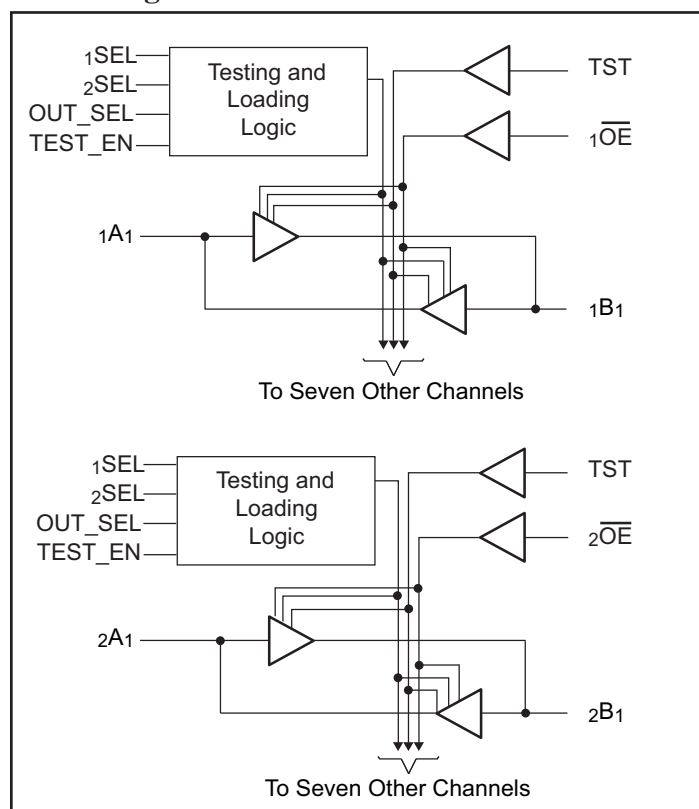 1SEL
2SEL
OUT_SEL
TEST_EN
Testing and
Loading
Logic
TST
1OE
1A1
1B1
To Seven Other Channels
1SEL
2SEL
OUT_SEL
TEST_EN
Testing and
Loading
Logic
TST
2OE
2A1
2B1
To Seven Other Channels